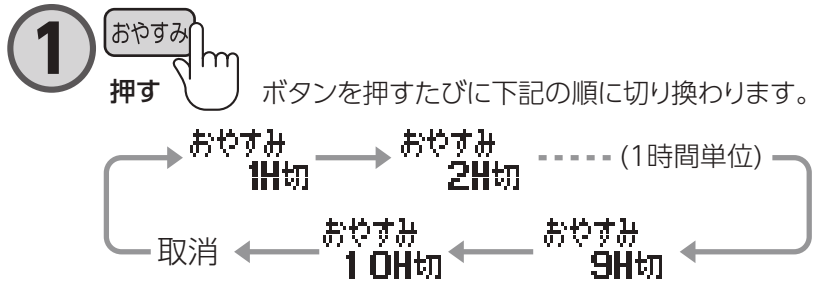 1
おやすみ
押す
ボタンを押すたびに下記の順に切り換わります。
おやすみ
1H切
おやすみ
2H切
(1時間単位)
おやすみ
9H切
おやすみ
10H切
取消